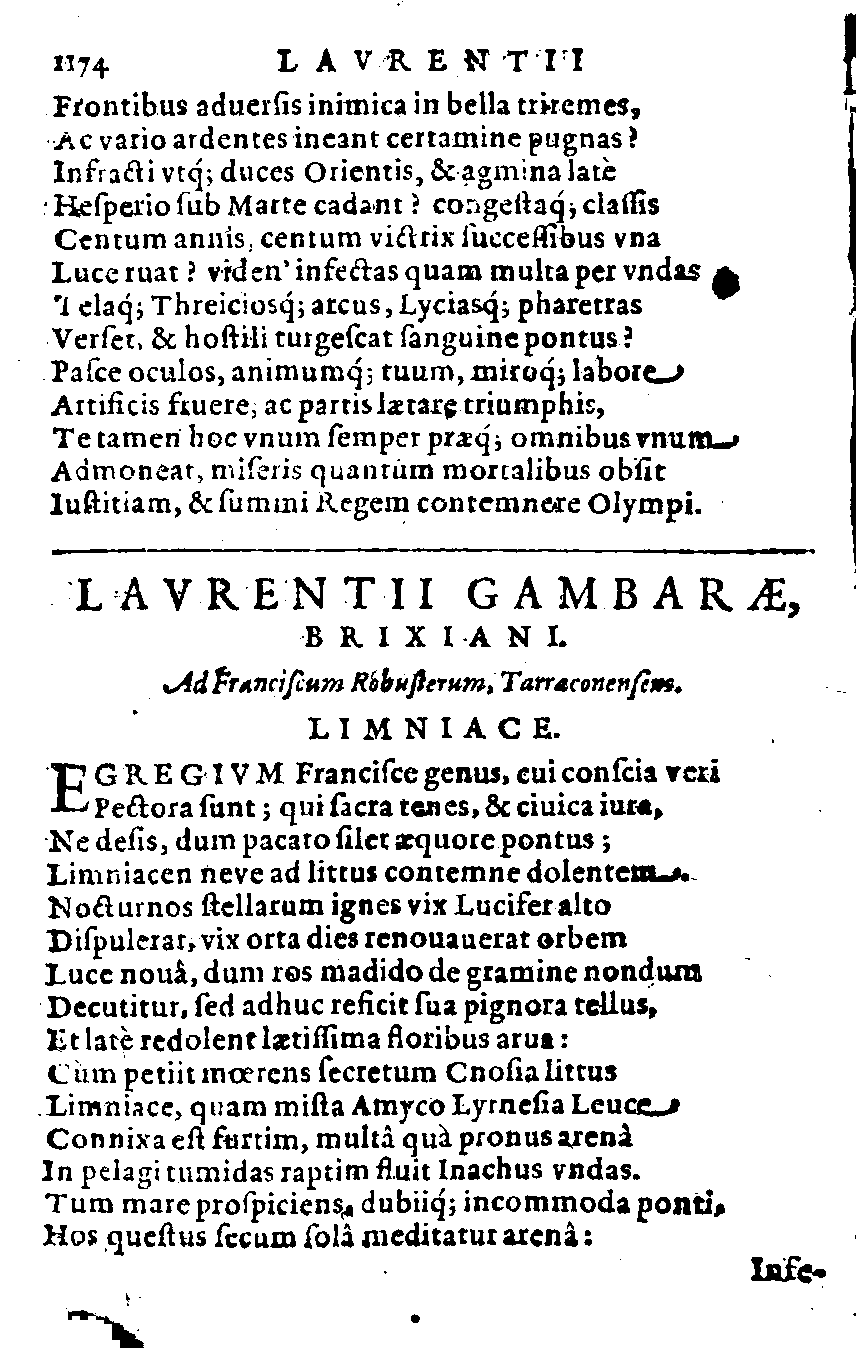 1174 LAVRENTII
Frontibus aduerſis inimica in bella triremes,
Ac vario ardentes ineant certamine pugnas?
Infracti vtq́; duces Orientis, & agmina latè
Heſperio ſub Marte cadant? congeſtaq́; claſſis
Centum annis, centum victrix ſucceſſibus vna
Luce ruat? viden' infectas quam multa per vndas
Telaq́; Threiciosq́; arcus, Lyciasq́; pharetras
Verſet, & hoſtili turgeſcat ſanguine pontus?
Paſce oculos, animumq́; tuum, miroq́; labore
Artificis fruere, ac partis lætare triumphis,
Te tamen hoc vnum ſemper præq́; omnibus vnum
Admoneat, miſeris quantùm mortalibus obſit
Iuſtitiam, & ſummi Regem contemnere Olympi.
LAVRENTII GAMBARÆ,
BRIXIANI.
Ad Franciſcum Robuſterum, Tarraconenſem.
LIMNIACE.
EGREGIVM Franciſce genus, cui conſcia veri
Pectora ſunt; qui ſacra tenes, & ciuica iura,
Ne deſis, dum pacato ſilet æquore pontus;
Limniacen neve ad littus contemne dolentem.
Nocturnos ſtellarum ignes vix Lucifer alto
Diſpulerat, vix orta dies renouauerat orbem
Luce nouâ, dum ros madido de gramine nondum
Decutitur, ſed adhuc reficit ſua pignora tellus,
Et latè redolent lætiſſima floribus arua:
Cùm petiit mœrens ſecretum Cnoſia littus
Limniace, quam miſta Amyco Lyrneſia Leuce
Connixa eſt furtim, multâ quà pronus arenâ
In pelagi tumidas raptim fluit Inachus vndas.
Tum mare proſpiciens, dubiiq́; incommoda ponti,
Hos queſtus ſecum ſolâ meditatur arenâ:
Infe-